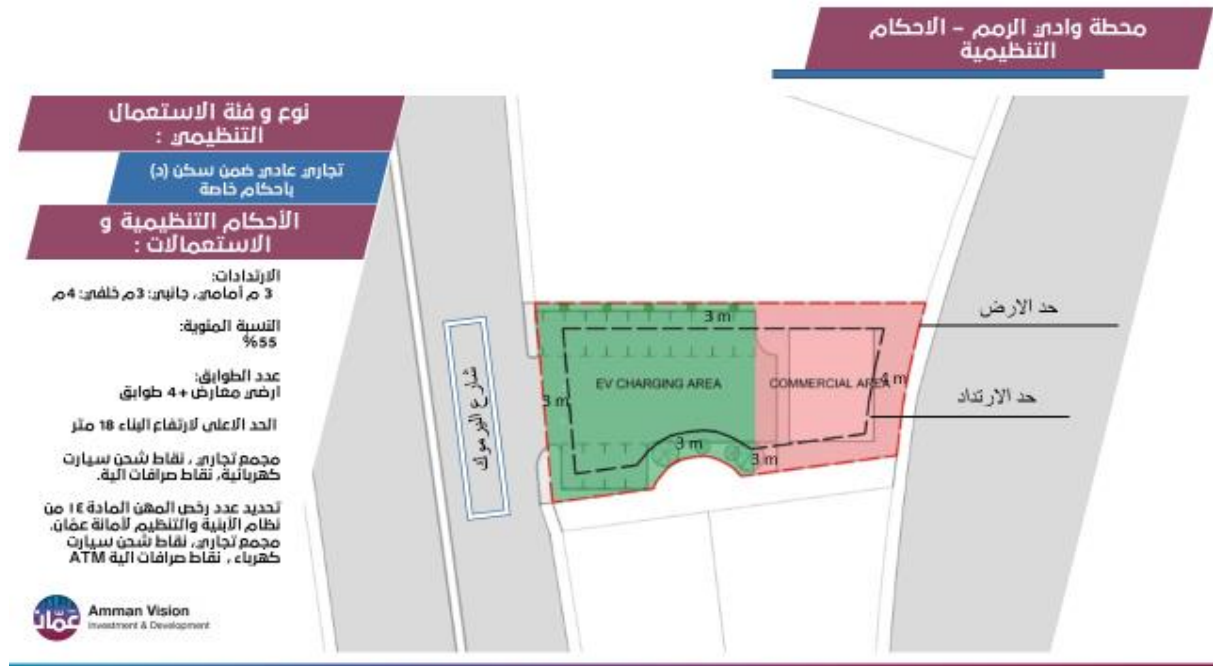 محطة وادي الرمم – الاحكام
التنظيمية
نوع و فئة الاستعمال
التنظيمي :
تجاري عادي ضمن سكن (د)
بأحكام خاصة
الأحكام التنظيمية و
الاستعمالات :
الارتدادات:
3 م أمامي، جانبي: 3م خلفي: 4م
النسبة المئوية:
55%
عدد الطوابق:
ارضي معارض +4 طوابق
الحد الاعلى لارتفاع البناء 18 متر
مجمع تجاري ، نقاط شحن سيارت
كهربائية، نقاط صرافات الية.
تحديد عدد رخص المهن المادة ١٤ من
نظام الأبنية والتنظيم لأمانة عمّان.
مجمع تجاري، نقاط شحن سيارت
كهرباء ، نقاط صرافات الية ATM
شارع اليرموك
3 m
EV CHARGING AREA
COMMERCIAL AREA
4 m
3 m
3 m
3 m
حد الارض
حد الارتداد
عمّان
Amman Vision
Investment & Development